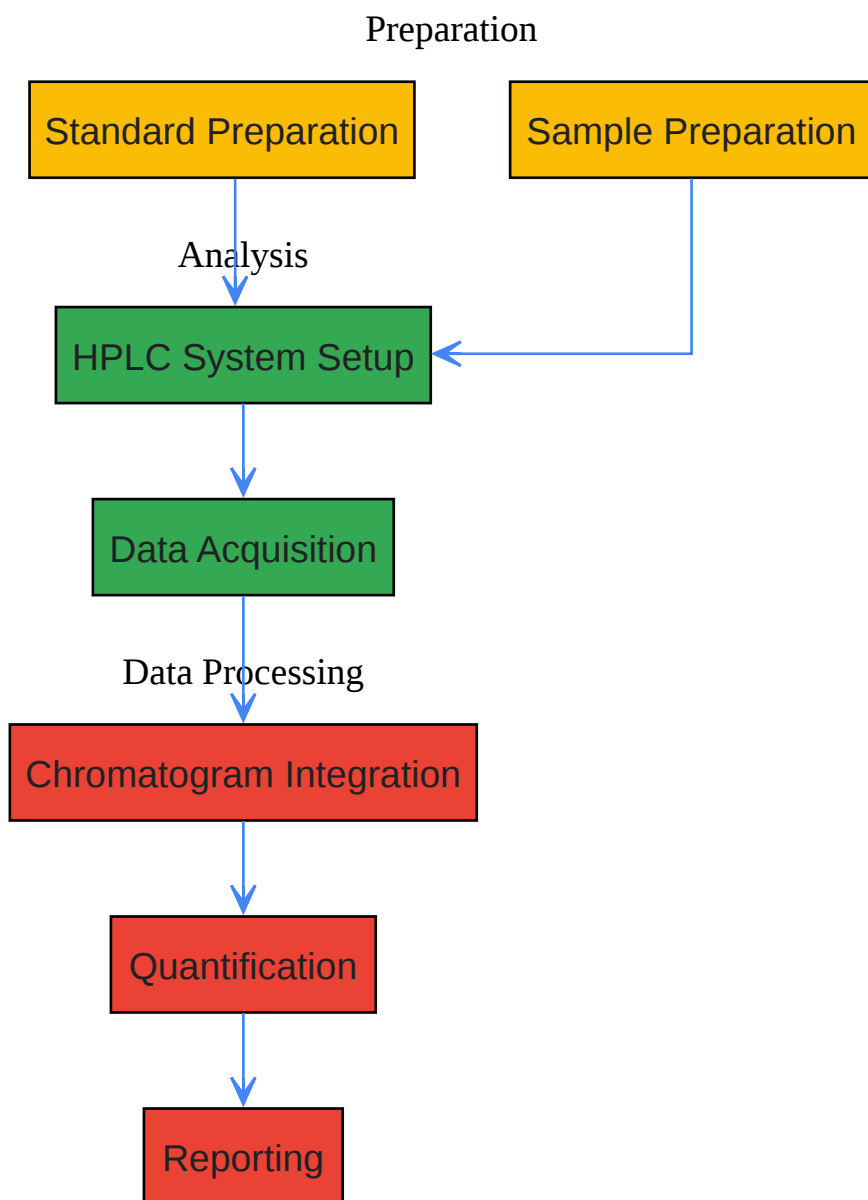 Preparation
Standard Preparation
Sample Preparation
Analysis
HPLC System Setup
Data Acquisition
Data Processing
Chromatogram Integration
Quantification
Reporting